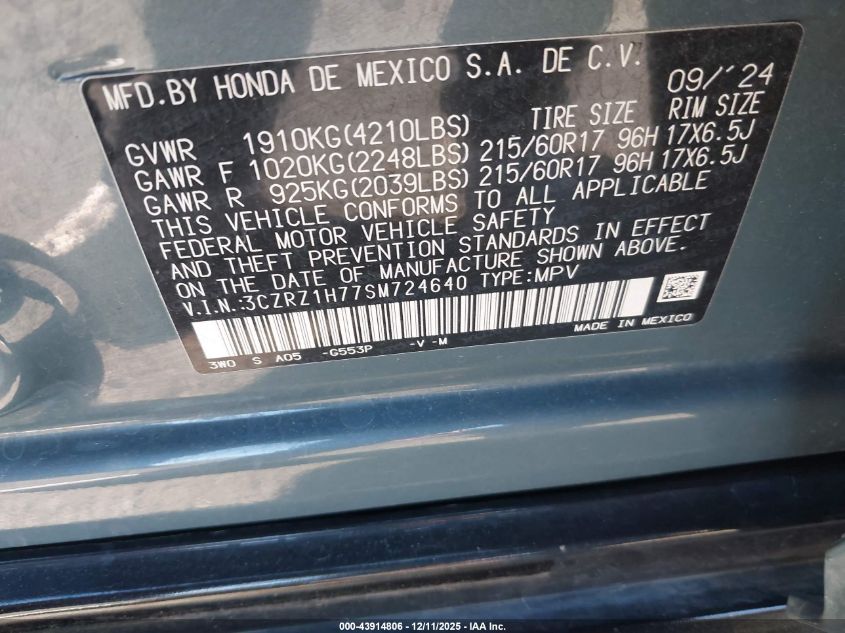 MFD.BY HONDA DE MEXICO S.A. DE C.V. 09/'24
TIRE SIZE RIM SIZE
GVWR 1910KG(4210LBS)
GAWR F 1020KG(2248LBS) 215/60R17 96H 17X6.5J
GAWR R 925KG(2039LBS) 215/60R17 96H 17X6.5J
THIS VEHICLE CONFORMS TO ALL APPLICABLE
FEDERAL MOTOR VEHICLE SAFETY
AND THEFT PREVENTION STANDARDS IN EFFECT
ON THE DATE OF MANUFACTURE SHOWN ABOVE.
V.I.N.:3CZRZ1H77SM724640 TYPE:MPV
3W0 S A05 -G553P -V -M MADE IN MEXICO
000-43914806 - 12/11/2025 - IAA Inc.